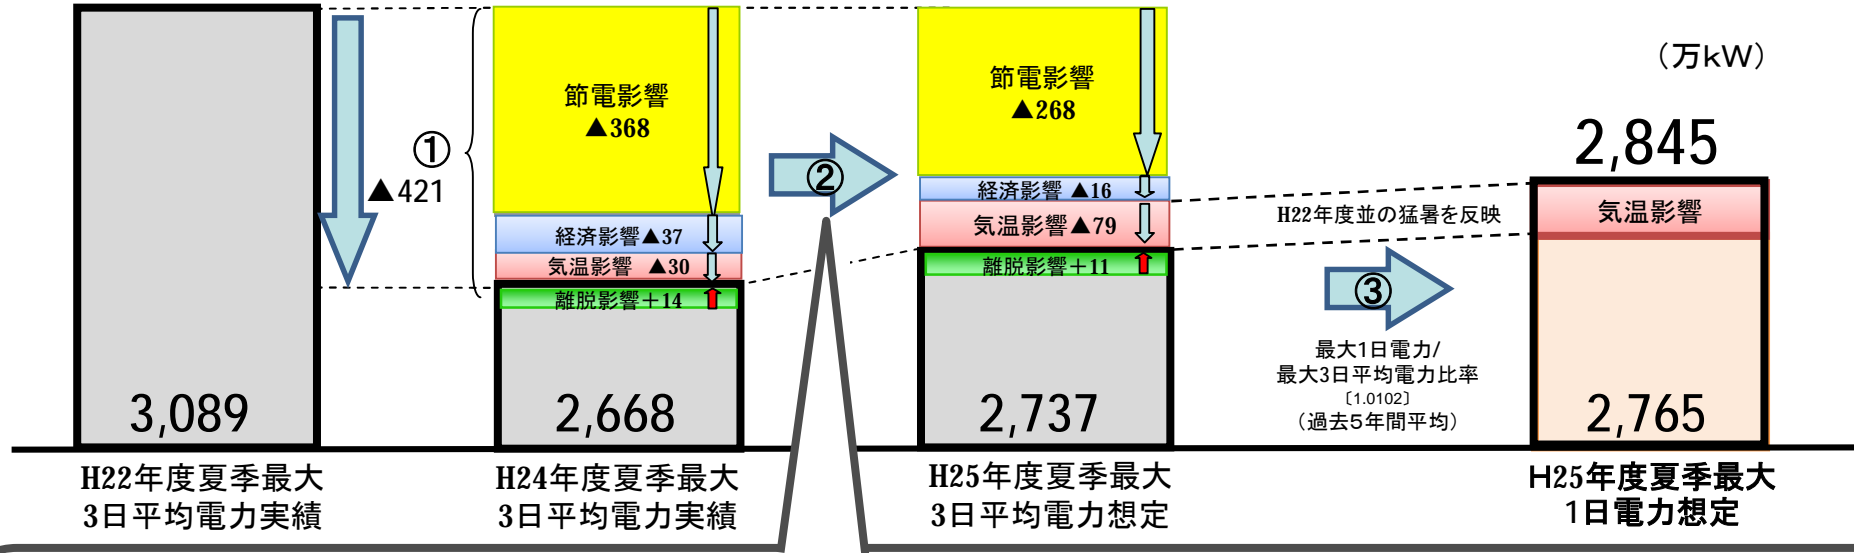 （万kW）
節電影響
▲368
節電影響
▲268
①
▲421
②
2,845
経済影響▲37
気温影響 ▲30
離脱影響＋14
経済影響 ▲16
気温影響▲79
離脱影響＋11
H22年度並の猛暑を反映
気温影響
③
最大1日電力/
最大3日平均電力比率
〔1.0102〕
（過去5年間平均）
3,089
2,668
2,737
2,765
H22年度夏季最大
3日平均電力実績
H24年度夏季最大
3日平均電力実績
H25年度夏季最大
3日平均電力想定
H25年度夏季最大
1日電力想定